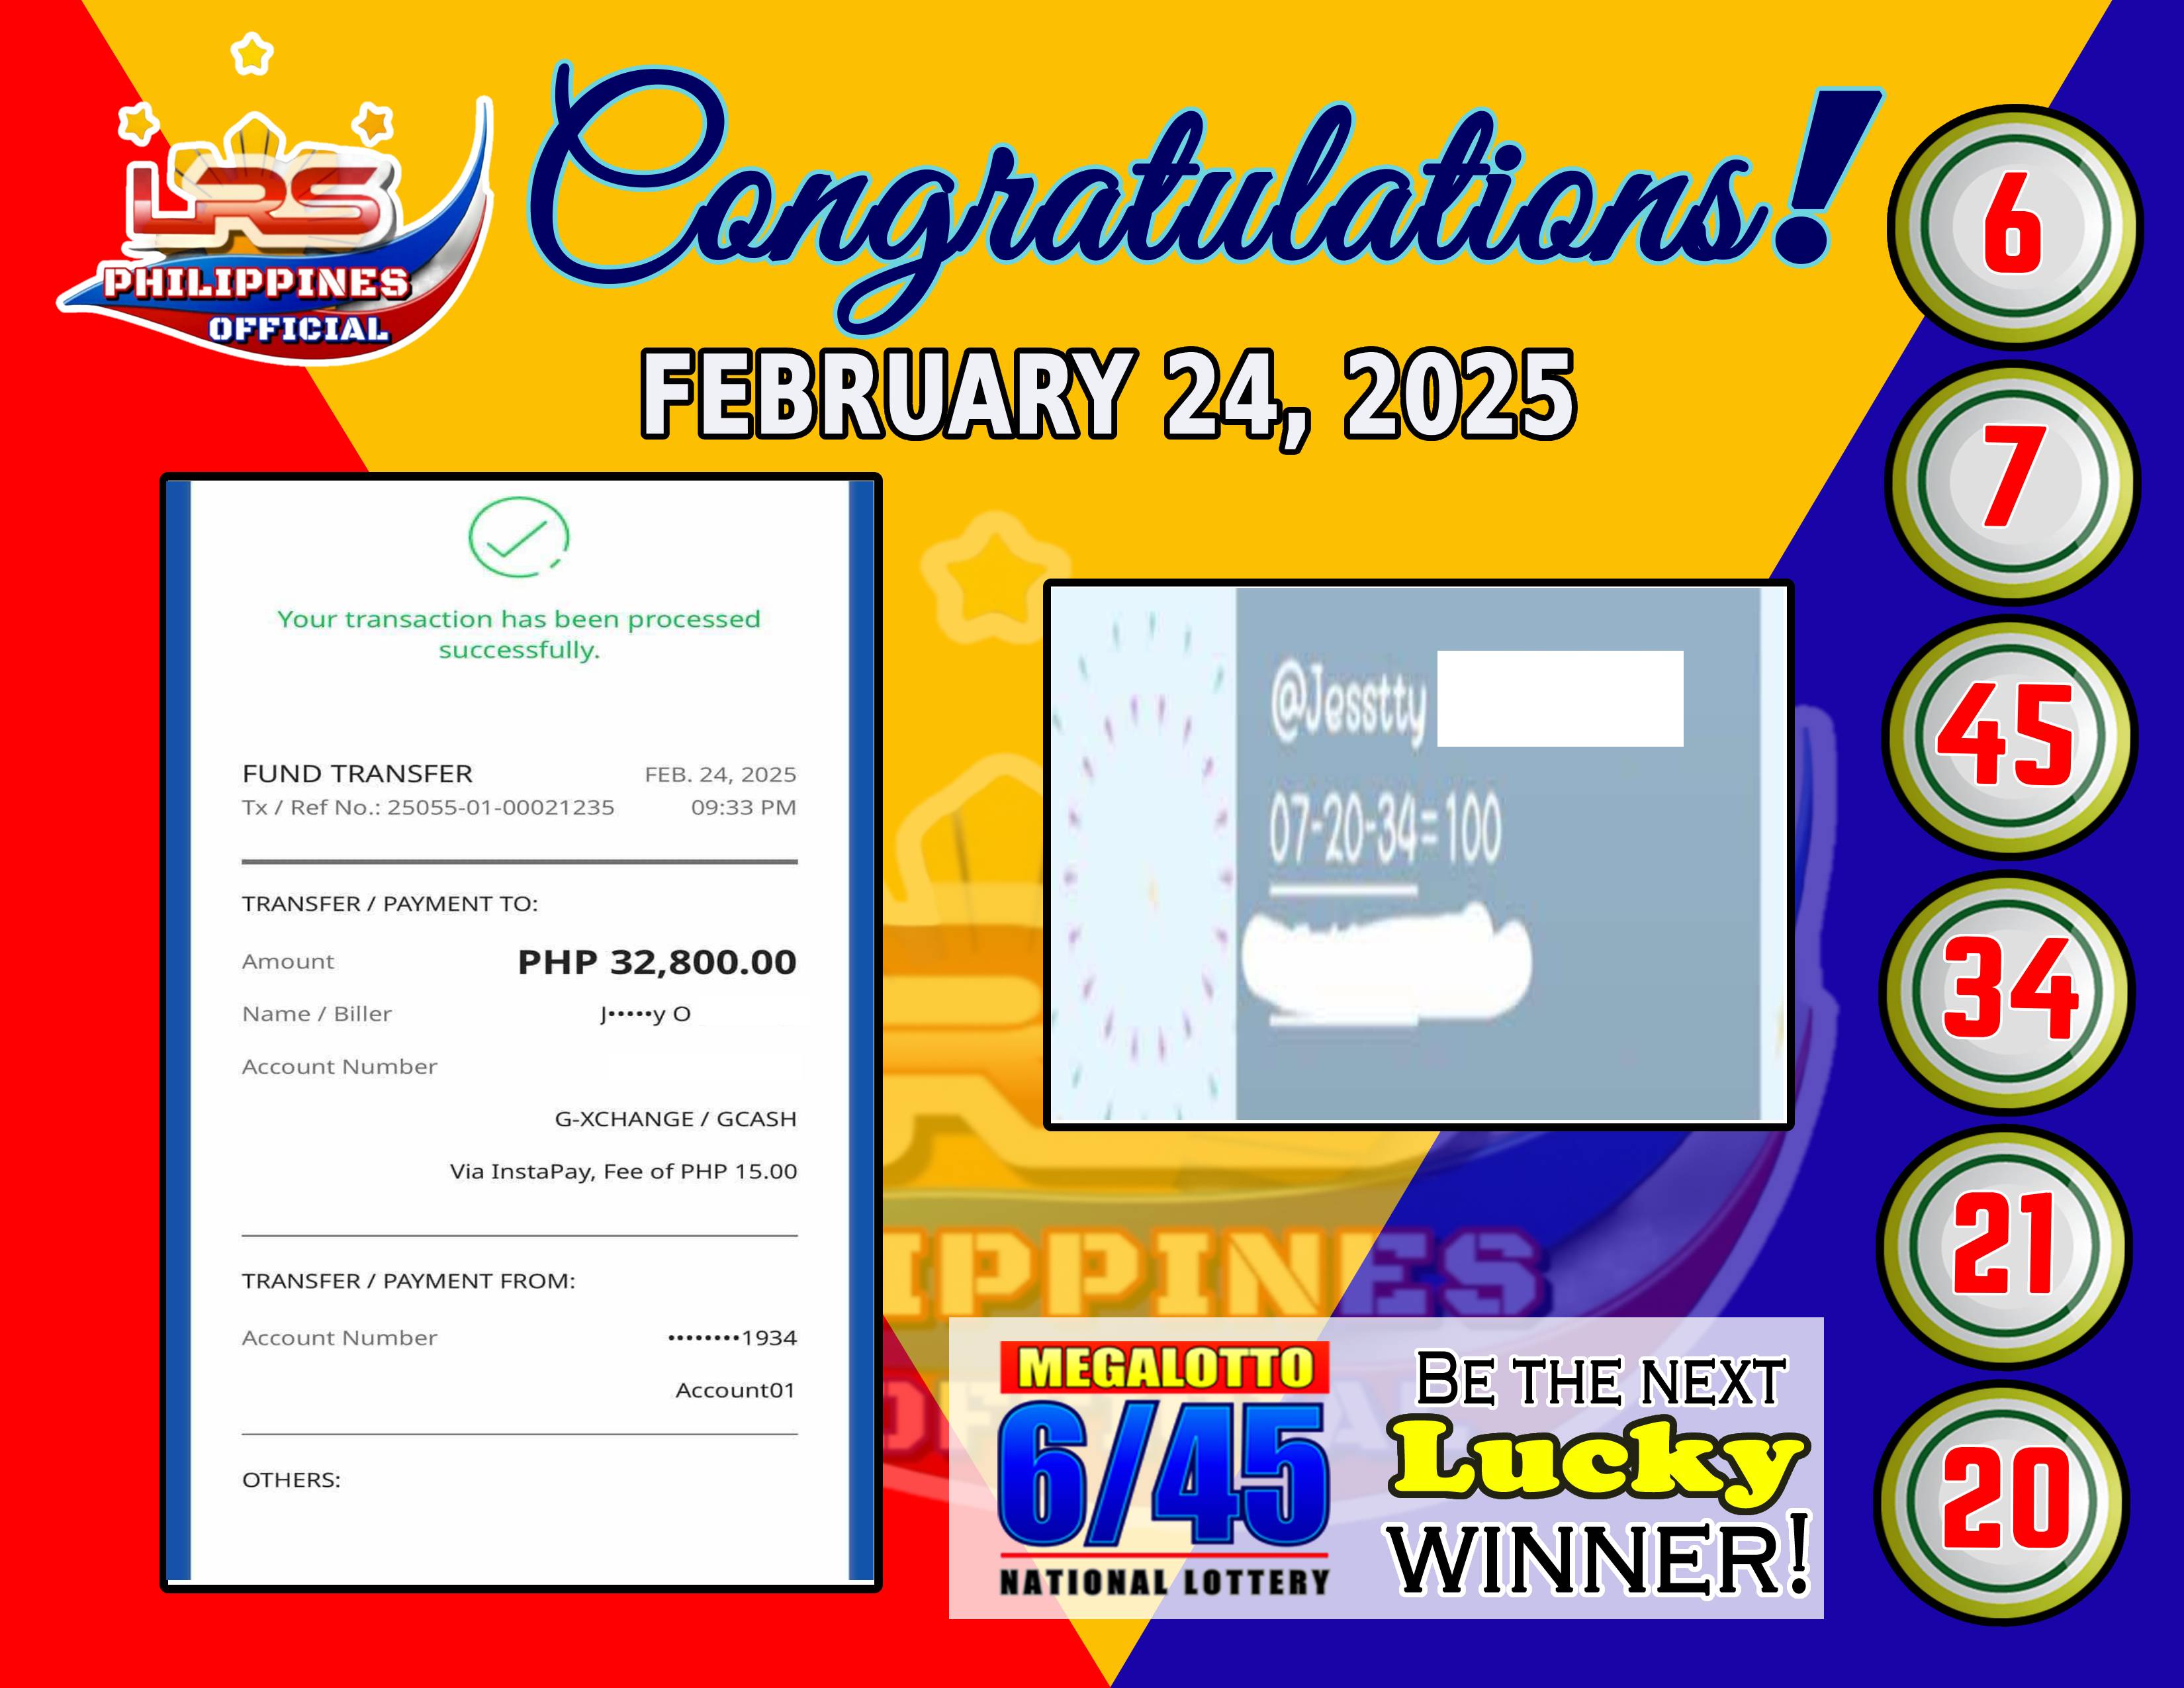 LRS
PHILIPPINES
OFFICIAL
Congratulations!
FEBRUARY 24, 2025
Your transaction has been processed
successfully.
FUND TRANSFER FEB. 24, 2025
Tx / Ref No.: 25055-01-00021235 09:33 PM
TRANSFER / PAYMENT TO:
Amount PHP 32,800.00
Name / Biller J•••••y O
Account Number
G-XCHANGE / GCASH
Via InstaPay, Fee of PHP 15.00
TRANSFER / PAYMENT FROM:
Account Number ••••••••1934
Account01
OTHERS:
@Jesstty
07-20-34=100
IPPINES
MEGALOTTO
6/45
NATIONAL LOTTERY
BE THE NEXT
Lucky
WINNER!
6
7
45
34
21
20